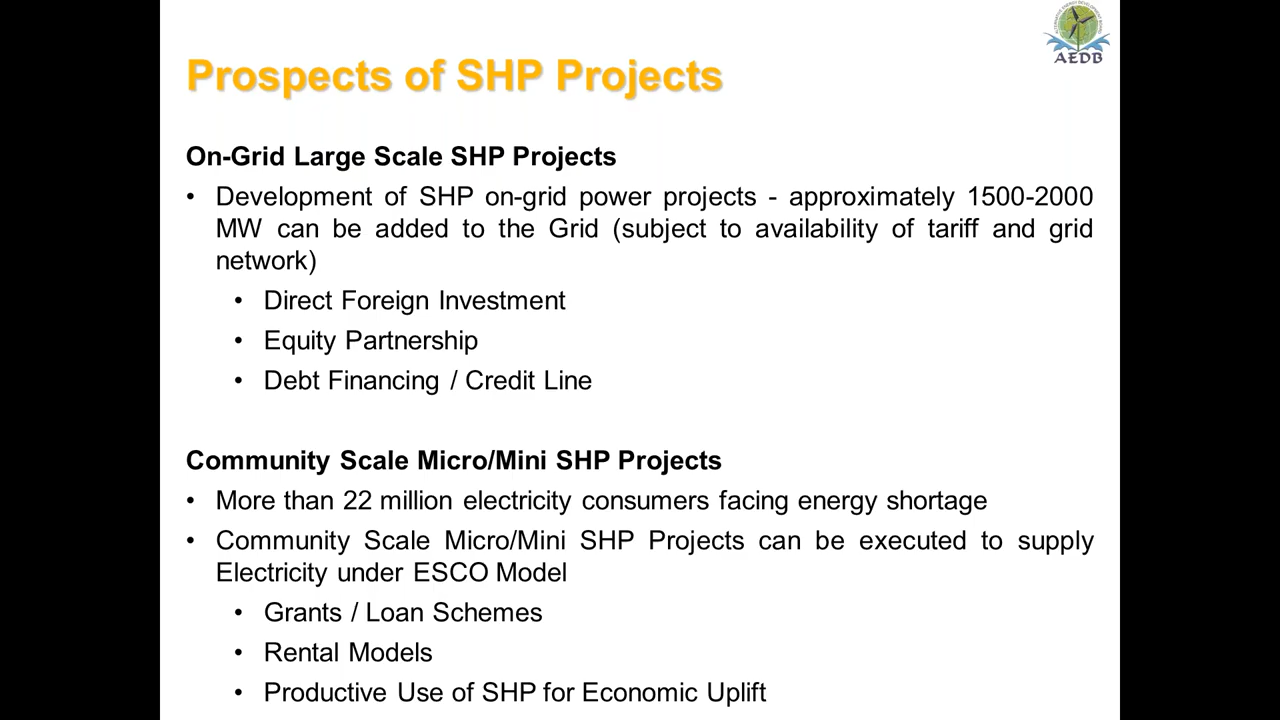 AEDB
Prospects of SHP Projects
On-Grid Large Scale SHP Projects
• Development of SHP on-grid power projects - approximately 1500-2000
MW can be added to the Grid (subject to availability of tariff and grid
network)
• Direct Foreign Investment
• Equity Partnership
• Debt Financing / Credit Line
Community Scale Micro/Mini SHP Projects
• More than 22 million electricity consumers facing energy shortage
• Community Scale Micro/Mini SHP Projects can be executed to supply
Electricity under ESCO Model
• Grants / Loan Schemes
• Rental Models
• Productive Use of SHP for Economic Uplift